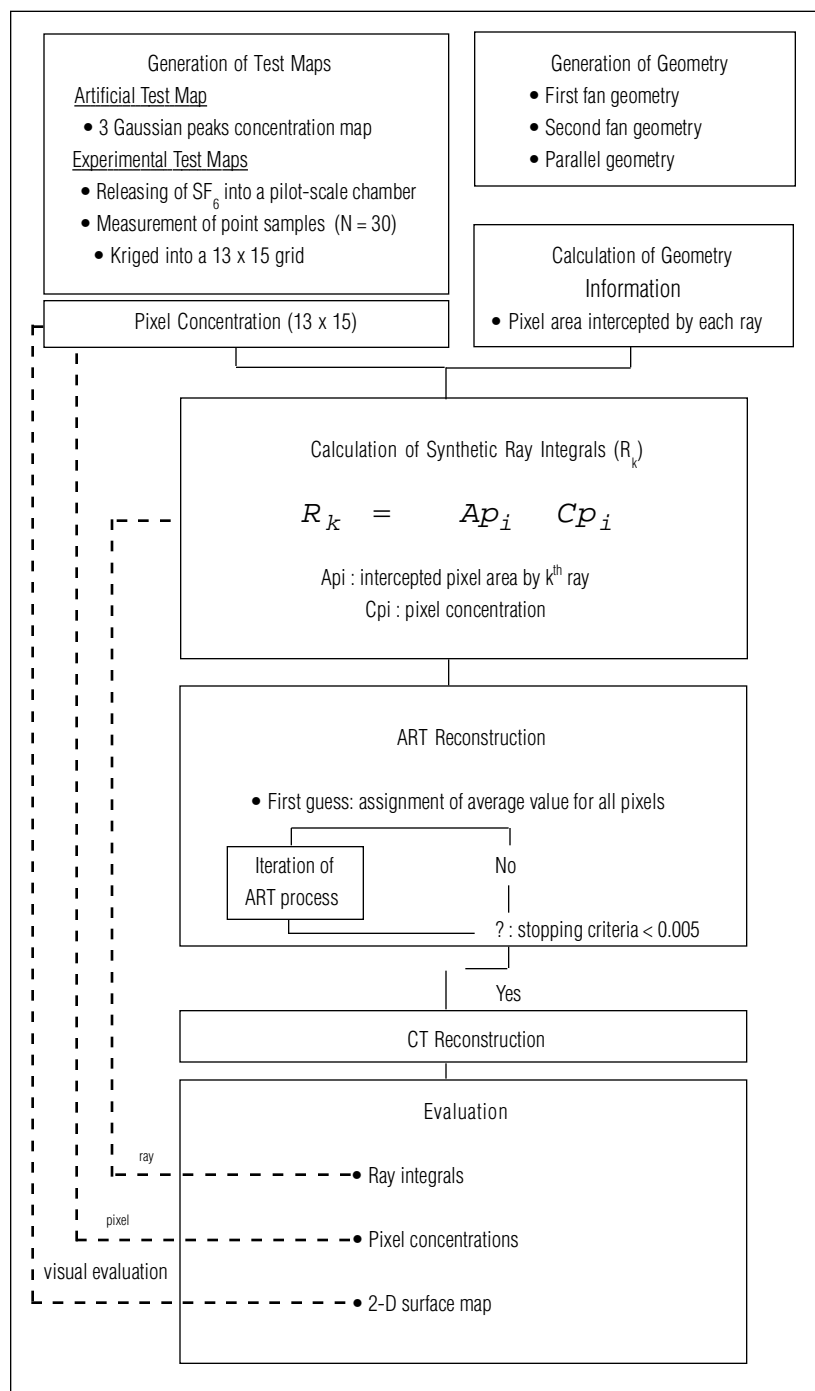 Generation of Test Maps
Artificial Test Map
• 3 Gaussian peaks concentration map
Experimental Test Maps
• Releasing of SF6 into a pilot-scale chamber
• Measurement of point samples (N = 30)
• Kriged into a 13 x 15 grid
Pixel Concentration (13 x 15)
Generation of Geometry
• First fan geometry
• Second fan geometry
• Parallel geometry
Calculation of Geometry
Information
• Pixel area intercepted by each ray
Calculation of Synthetic Ray Integrals (Rk)
Rk = Api Cpi
Api : intercepted pixel area by kth ray
Cpi : pixel concentration
ART Reconstruction
• First guess: assignment of average value for all pixels
Iteration of
ART process
No
? : stopping criteria < 0.005
Yes
CT Reconstruction
Evaluation
ray
• Ray integrals
pixel
• Pixel concentrations
visual evaluation
• 2-D surface map